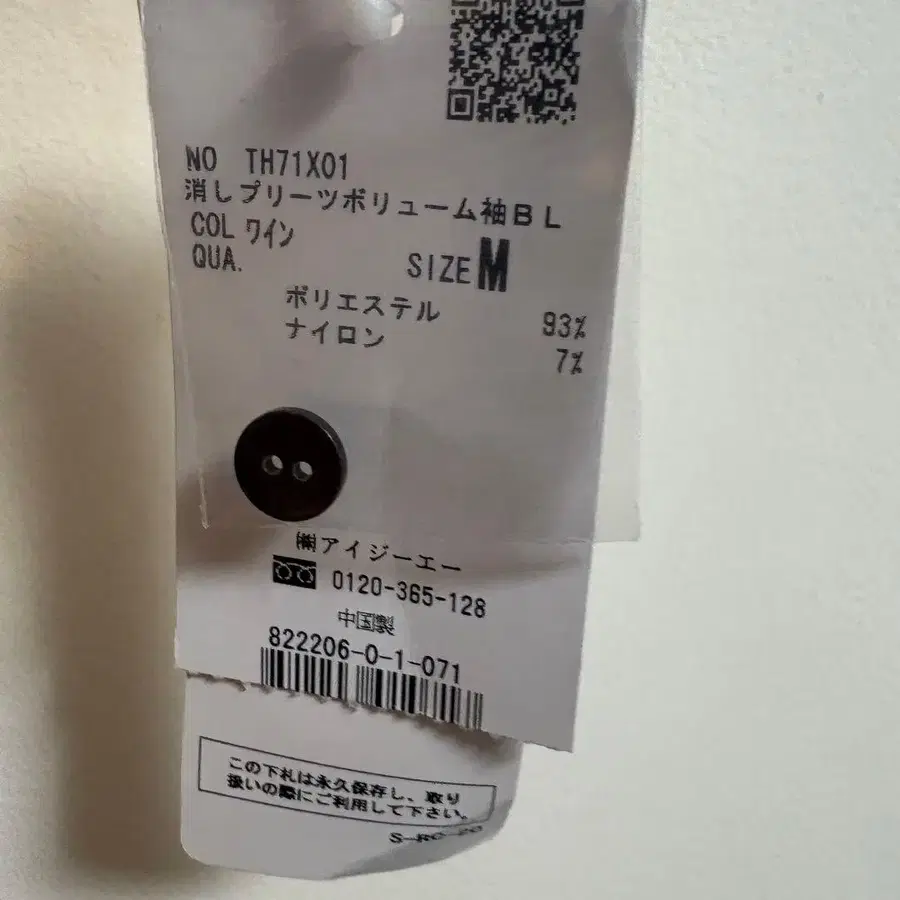 NO TH71X01
消しプリーツボリューム袖BL
COL ワイン
QUA.
SIZE M
ポリエステル 93%
ナイロン 7%
㈱アイジーエー
0120-365-128
中国製
822206-0-1-071
この下札は永久保存し、取り
扱いの際にご利用して下さい。
S-RC-20